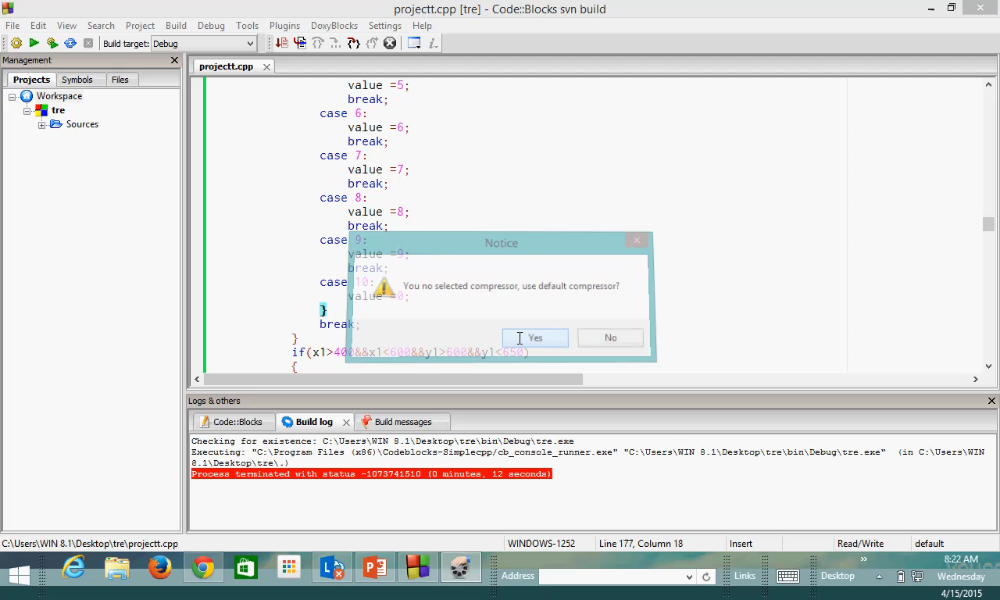 projectt.cpp [tre] - Code::Blocks svn build
File Edit View Search Project Build Debug Tools Plugins DoxyBlocks Settings Help
Build target: Debug
Management
projectt.cpp
Projects Symbols Files
Workspace
tre
Sources
value =5;
break;
case 6:
value =6;
break;
case 7:
value =7;
break;
case 8:
value =8;
break;
case 9:
value =9;
break;
case 10:
value =0;
}
break;
}
if(x1>400&&x1<600&&y1>600&&y1<650)
{
Notice
You no selected compressor, use default compressor?
Yes No
Logs & others
Code::Blocks Build log Build messages
Checking for existence: C:\Users\WIN 8.1\Desktop\tre\bin\Debug\tre.exe
Executing: "C:\Program Files (x86)\Codeblocks-Simplecpp/cb_console_runner.exe" "C:\Users\WIN 8.1\Desktop\tre\bin\Debug\tre.exe" (in C:\Users\WIN
8.1\Desktop\tre\.)
Process terminated with status -1073741510 (0 minutes, 12 seconds)
C:\Users\WIN 8.1\Desktop\tre\projectt.cpp WINDOWS-1252 Line 177, Column 18 Insert Read/Write default
Address Links Desktop
8:22 AM
Wednesday
4/15/2015